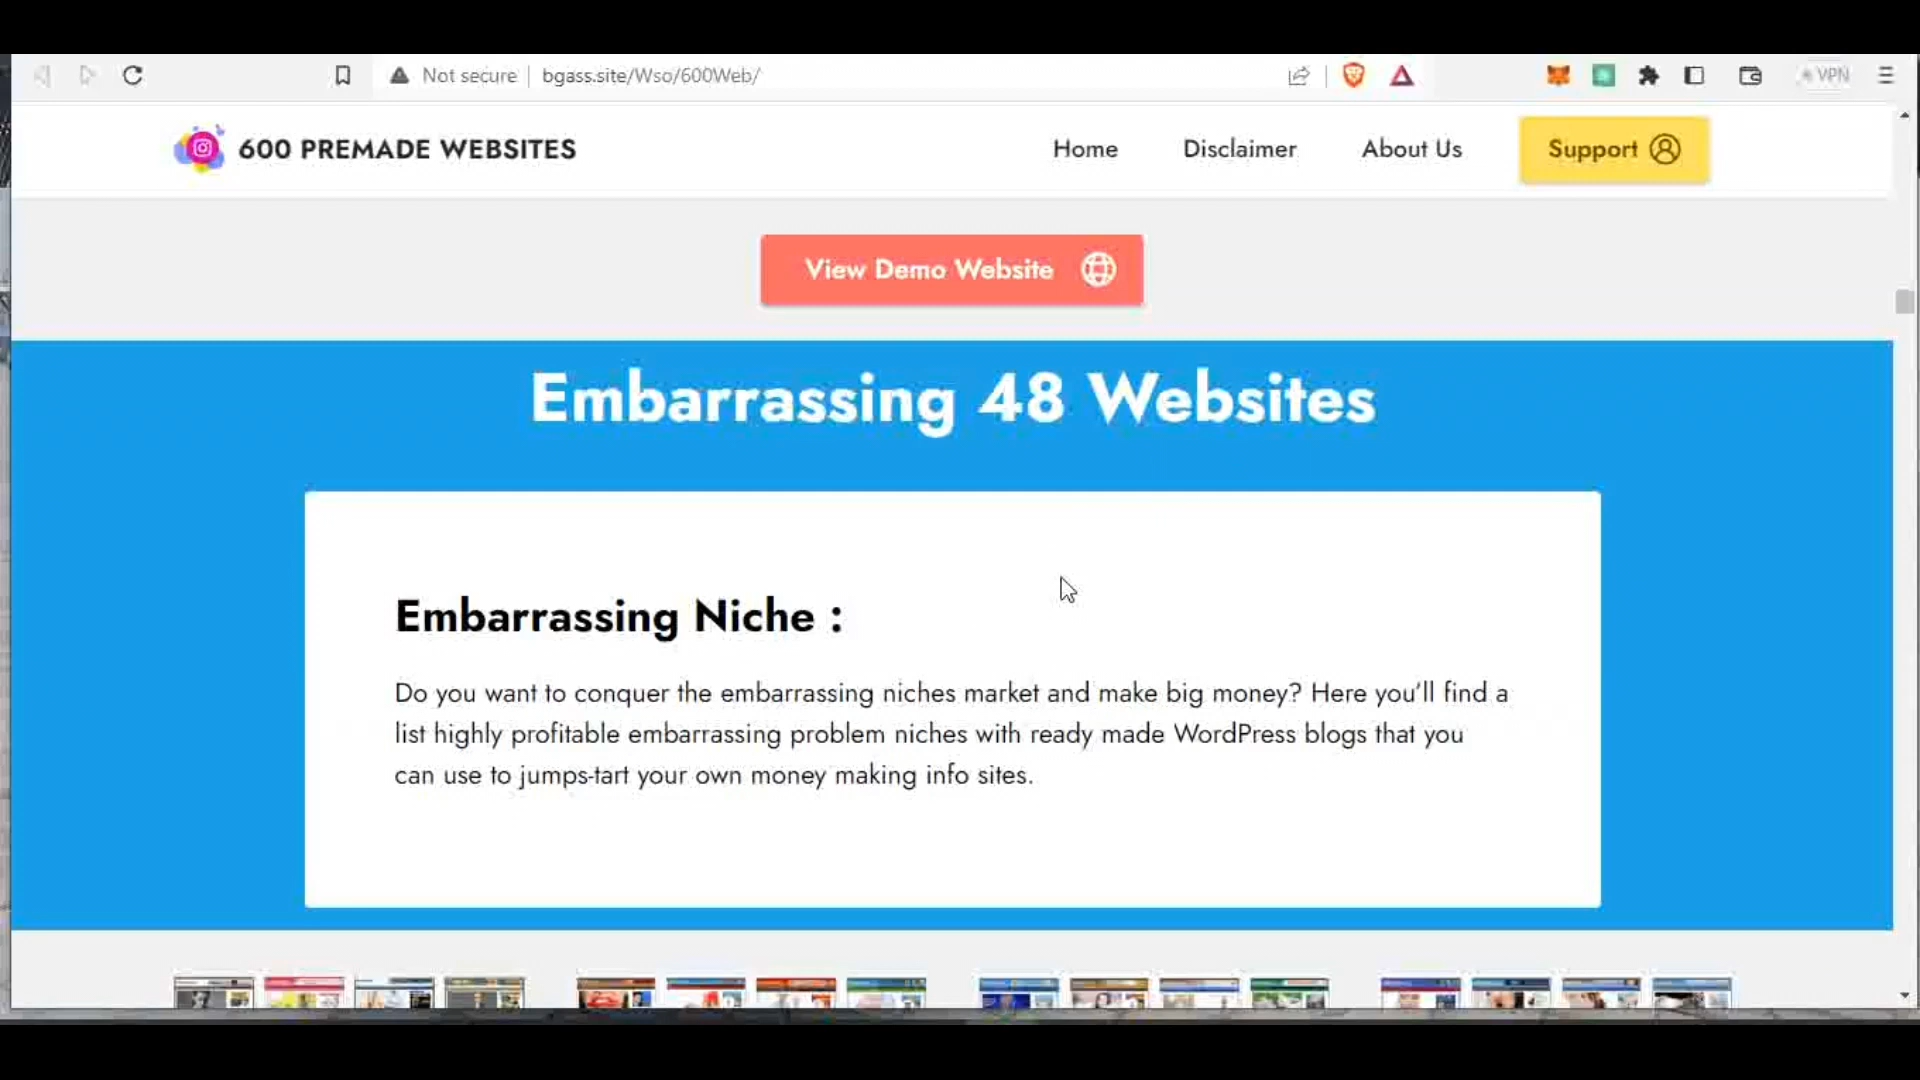 Not secure
bgass.site/Wso/600Web/
VPN
600 PREMADE WEBSITES
Home
Disclaimer
About Us
Support
View Demo Website
Embarrassing 48 Websites
Embarrassing Niche :
Do you want to conquer the embarrassing niches market and make big money? Here you'll find a
list highly profitable embarrassing problem niches with ready made WordPress blogs that you
can use to jumps-tart your own money making info sites.